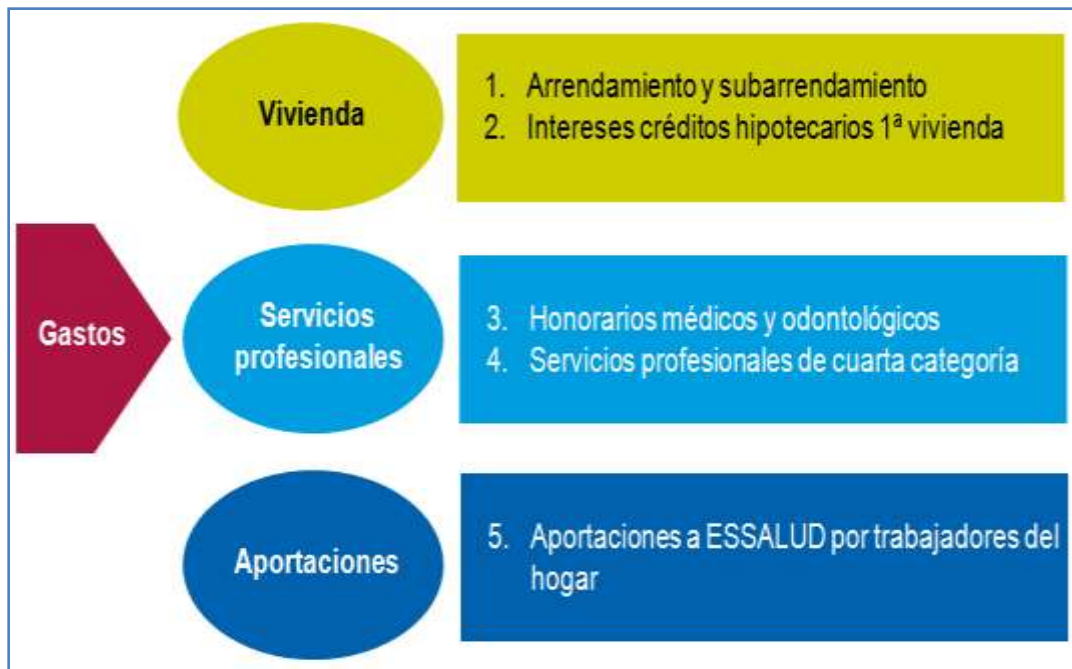 Gastos
Vivienda
1. Arrendamiento y subarrendamiento
2. Intereses créditos hipotecarios 1ª vivienda
Servicios
profesionales
3. Honorarios médicos y odontológicos
4. Servicios profesionales de cuarta categoría
Aportaciones
5. Aportaciones a ESSALUD por trabajadores del
hogar